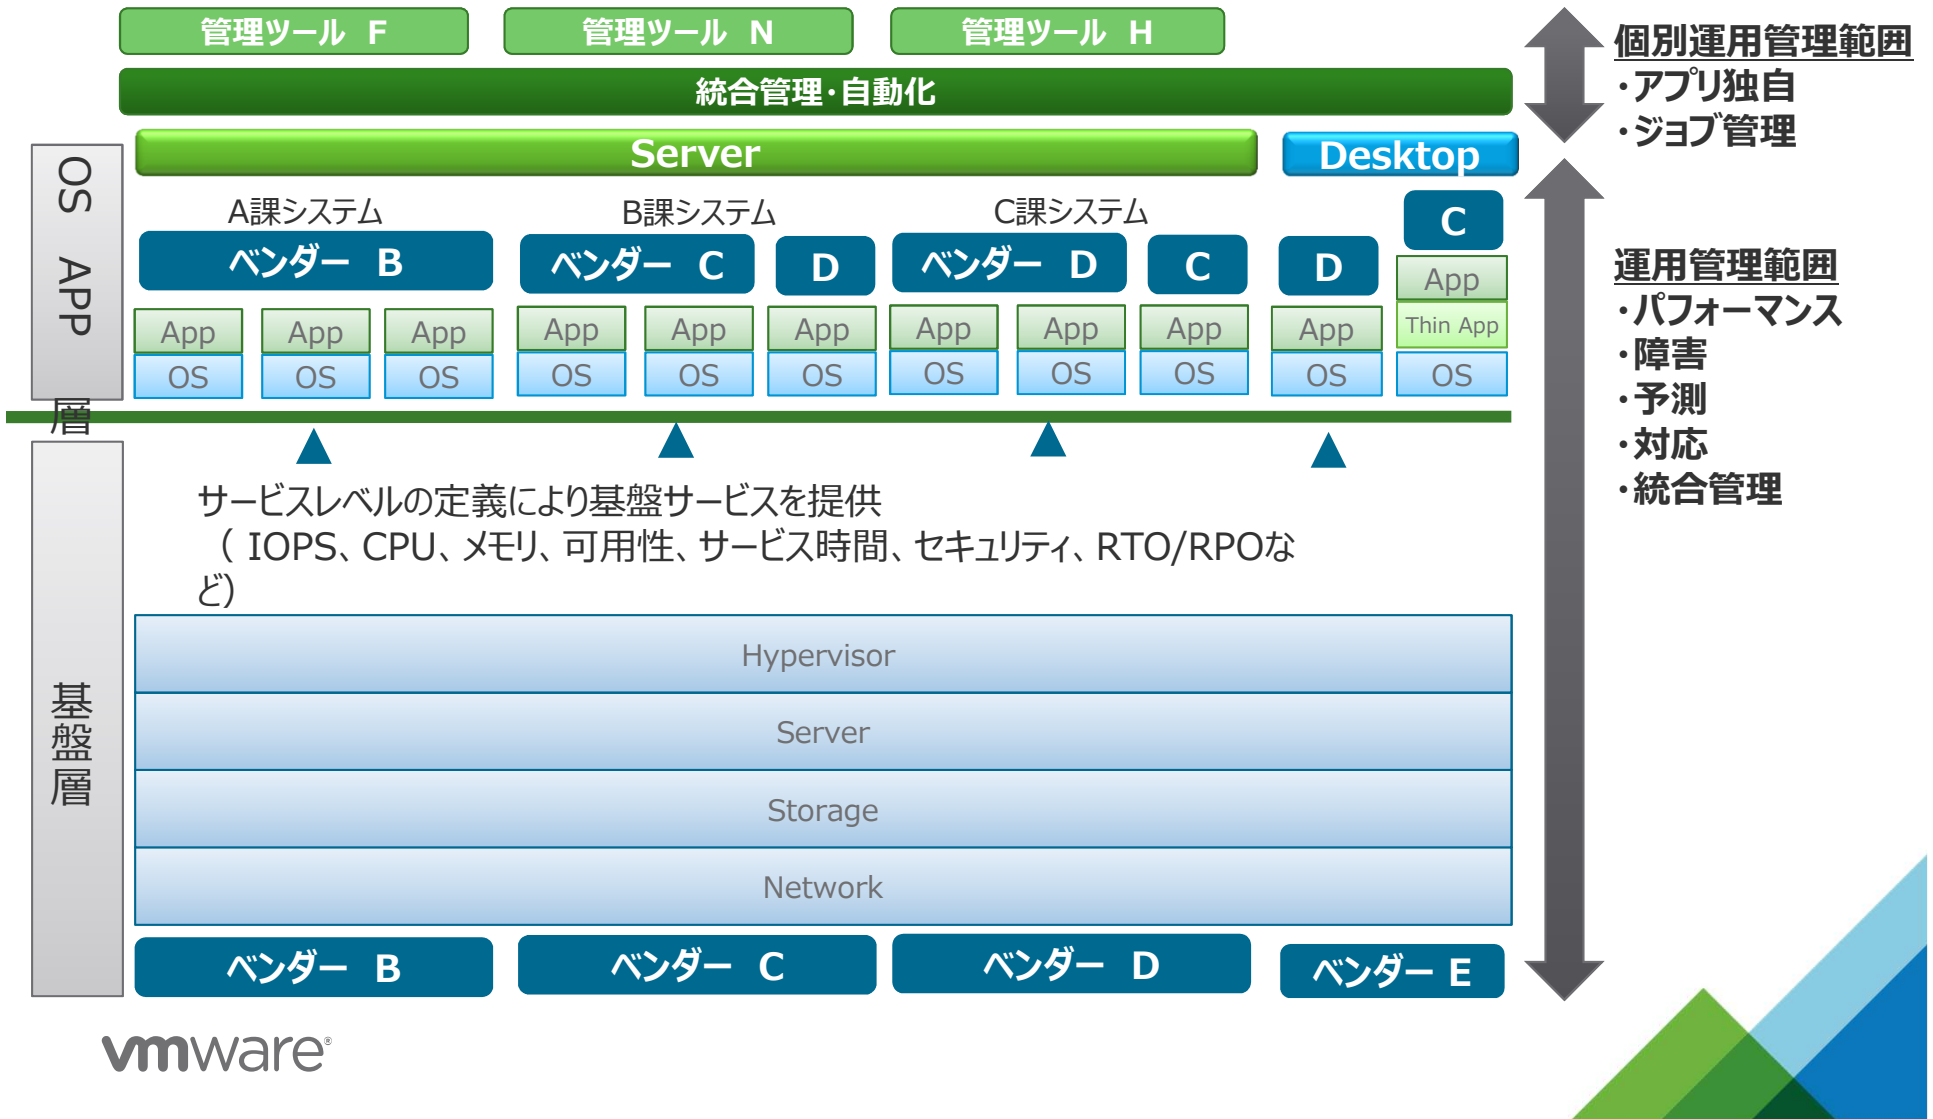 管理ツール F
管理ツール N
管理ツール H
統合管理・自動化
個別運用管理範囲
・アプリ独自
・ジョブ管理
Server
Desktop
OS APP 層
A課システム
B課システム
C課システム
ベンダー B
ベンダー C
D
ベンダー D
C
D
C
App
App
App
App
App
App
App
App
App
App
App
Thin App
OS
OS
OS
OS
OS
OS
OS
OS
OS
OS
OS
運用管理範囲
・パフォーマンス
・障害
・予測
・対応
・統合管理
サービスレベルの定義により基盤サービスを提供
（ IOPS、CPU、メモリ、可用性、サービス時間、セキュリティ、RTO/RPOな
ど）
基盤層
Hypervisor
Server
Storage
Network
ベンダー B
ベンダー C
ベンダー D
ベンダー E
vmware®